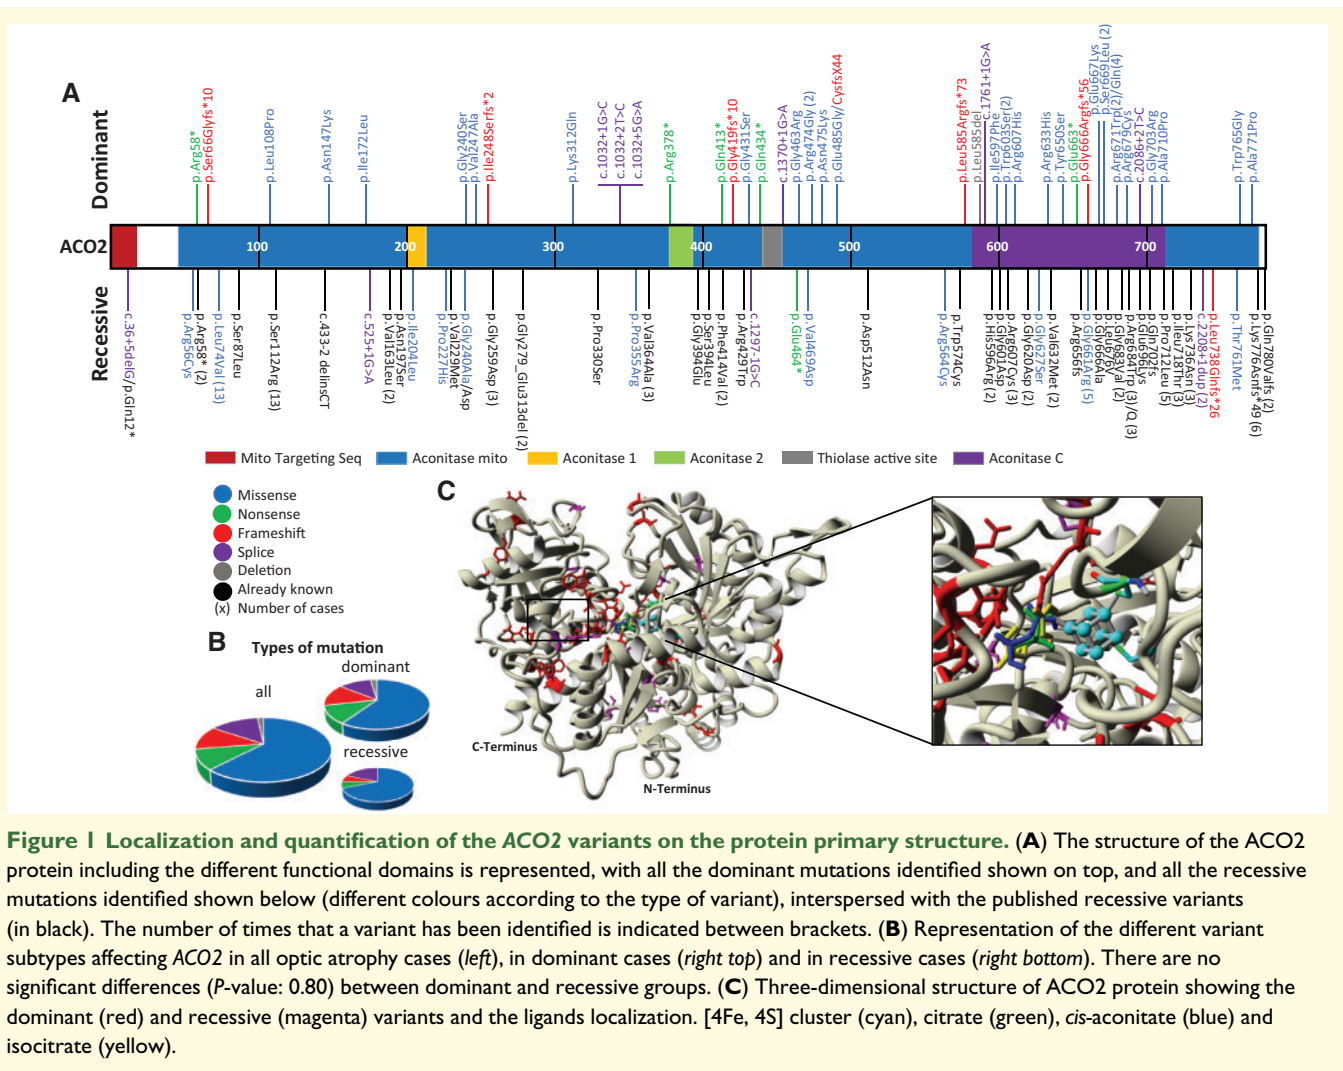 A
Dominant
p.Arg58*
p.Ser66Glyfs*10
p.Leu108Pro
p.Asn147Lys
p.Ile172Leu
p.Gly240Ser
p.Val247Ala
p.Ile248Serfs*2
p.Lys312Gln
c.1032+1G>C
c.1032+2T>C
c.1032+5G>A
p.Arg378*
p.Gln413*
p.Gly419fs*10
p.Gly431Ser
p.Gln434*
c.1370+1G>A
p.Gly463Arg
p.Arg474Gly (2)
p.Asn475Lys
p.Glu485Gly/CysfsX44
p.Leu585Argfs*73
p.Leu585del
c.1761+1G>A
p.Ile597Phe
p.Trp603Ser(2)
p.Arg607His
p.Arg633His
p.Tyr650Ser
p.Glu663*
p.Gly666Argfs*56
p.Glu667Lys
p.Ser669Leu (2)
p.Arg671Trp(2)/Gln(4)
p.Arg679Cys
c.2086+2T>C
p.Gly703Arg
p.Ala710Pro
p.Trp765Gly
p.Ala771Pro
ACO2
100
200
300
400
500
600
700
Recessive
c.36+5delG/p.Gln12*
p.Arg56Cys
p.Arg58* (2)
p.Leu74Val (13)
p.Ser87Leu
p.Ser112Arg (13)
c.433-2 delinsCT
c.525+1G>A
p.Val163Leu (2)
p.Asn197Ser
p.Ile204Leu
p.Pro227His
p.Val229Met
p.Gly240Ala/Asp
p.Gly259Asp (3)
p.Gly279_Glu313del (2)
p.Pro330Ser
p.Pro355Arg
p.Val364Ala (3)
p.Gly394Glu
p.Ser394Leu
p.Phe414Val (2)
p.Arg429Trp
c.1297-1G>C
p.Glu464*
p.Val469Asp
p.Asp512Asn
p.Arg564Cys
p.Trp574Cys
p.His596Arg (2)
p.Gly601Asp
p.Arg607Cys (3)
p.Gly620Asp (2)
p.Gly627Ser
p.Val632Met (2)
p.Arg656fs
p.Gly661Arg (5)
p.Gly666Ala
p.Leu676V
p.Gly683Val (2)
p.Arg684Trp (3)/Q (3)
p.Glu696Lys
p.Gln702fs
p.Pro712Leu (5)
p.Ileu718Thr (3)
p.Lys736Asn (3)
c.2208+1dup (2)
p.Leu738Glnfs*26
p.Thr761Met
p.Lys776Asnfs*49 (6)
p.Gln780Valfs (2)
Mito Targeting Seq
Aconitase mito
Aconitase 1
Aconitase 2
Thiolase active site
Aconitase C
Missense
Nonsense
Frameshift
Splice
Deletion
Already known
(x) Number of cases
B
Types of mutation
dominant
all
recessive
C
C-Terminus
N-Terminus
Figure 1 Localization and quantification of the ACO2 variants on the protein primary structure. (A) The structure of the ACO2
protein including the different functional domains is represented, with all the dominant mutations identified shown on top, and all the recessive
mutations identified shown below (different colours according to the type of variant), interspersed with the published recessive variants
(in black). The number of times that a variant has been identified is indicated between brackets. (B) Representation of the different variant
subtypes affecting ACO2 in all optic atrophy cases (left), in dominant cases (right top) and in recessive cases (right bottom). There are no
significant differences (P-value: 0.80) between dominant and recessive groups. (C) Three-dimensional structure of ACO2 protein showing the
dominant (red) and recessive (magenta) variants and the ligands localization. [4Fe, 4S] cluster (cyan), citrate (green), cis-aconitate (blue) and
isocitrate (yellow).